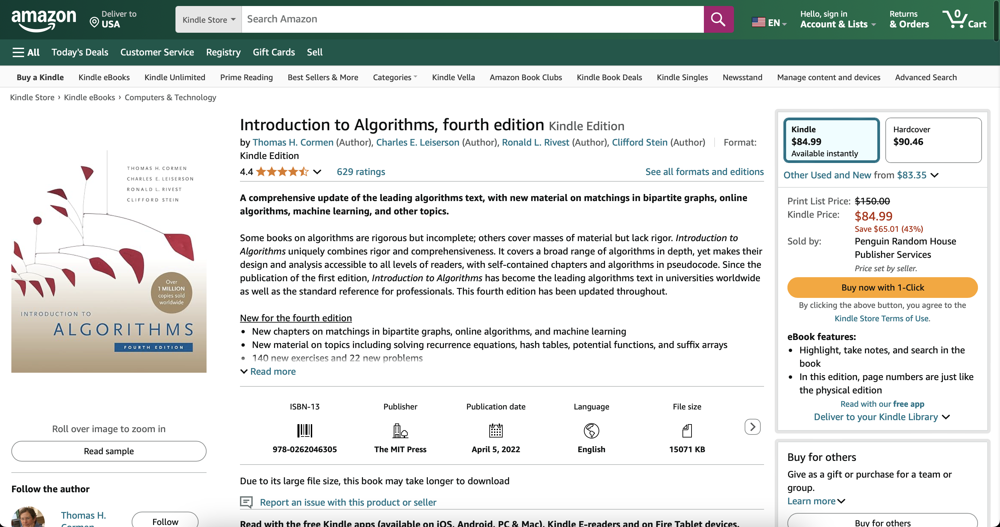 amazon
Deliver to
USA
Kindle Store
Search Amazon
EN
Hello, sign in
Account & Lists
Returns
& Orders
0
Cart
All
Today's Deals
Customer Service
Registry
Gift Cards
Sell
Buy a Kindle
Kindle eBooks
Kindle Unlimited
Prime Reading
Best Sellers & More
Categories
Kindle Vella
Amazon Book Clubs
Kindle Book Deals
Kindle Singles
Newsstand
Manage content and devices
Advanced Search
Kindle Store › Kindle eBooks › Computers & Technology
THOMAS H. CORMEN
CHARLES E. LEISERSON
RONALD L. RIVEST
CLIFFORD STEIN
Over
1 MILLION
copies sold
worldwide
INTRODUCTION TO
ALGORITHMS
FOURTH EDITION
Roll over image to zoom in
Read sample
Follow the author
Thomas H.
Cormen
Follow
Introduction to Algorithms, fourth edition Kindle Edition
by Thomas H. Cormen (Author), Charles E. Leiserson (Author), Ronald L. Rivest (Author), Clifford Stein (Author) | Format:
Kindle Edition
4.4
629 ratings
See all formats and editions
A comprehensive update of the leading algorithms text, with new material on matchings in bipartite graphs, online
algorithms, machine learning, and other topics.
Some books on algorithms are rigorous but incomplete; others cover masses of material but lack rigor. Introduction to
Algorithms uniquely combines rigor and comprehensiveness. It covers a broad range of algorithms in depth, yet makes their
design and analysis accessible to all levels of readers, with self-contained chapters and algorithms in pseudocode. Since the
publication of the first edition, Introduction to Algorithms has become the leading algorithms text in universities worldwide
as well as the standard reference for professionals. This fourth edition has been updated throughout.
New for the fourth edition
• New chapters on matchings in bipartite graphs, online algorithms, and machine learning
• New material on topics including solving recurrence equations, hash tables, potential functions, and suffix arrays
• 140 new exercises and 22 new problems
Read more
ISBN-13
978-0262046305
Publisher
The MIT Press
Publication date
April 5, 2022
Language
English
File size
15071 KB
Due to its large file size, this book may take longer to download
Report an issue with this product or seller
Read with the free Kindle apps (available on iOS, Android, PC & Mac), Kindle E-readers and on Fire Tablet devices.
Kindle
$84.99
Available instantly
Hardcover
$90.46
Other Used and New from $83.35
Print List Price: $150.00
Kindle Price: $84.99
Save $65.01 (43%)
Sold by: Penguin Random House
Publisher Services
Price set by seller.
Buy now with 1-Click
By clicking the above button, you agree to the
Kindle Store Terms of Use.
eBook features:
• Highlight, take notes, and search in the
book
• In this edition, page numbers are just like
the physical edition
Read with our free app
Deliver to your Kindle Library
Buy for others
Give as a gift or purchase for a team or
group.
Learn more
Buy for others